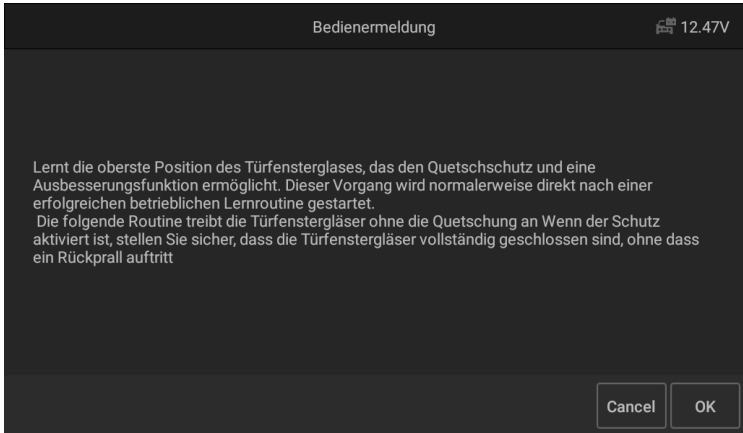 Bedienermeldung
12.47V
Lernt die oberste Position des Türfensterglases, das den Quetschschutz und eine
Ausbesserungsfunktion ermöglicht. Dieser Vorgang wird normalerweise direkt nach einer
erfolgreichen betrieblichen Lernroutine gestartet.
Die folgende Routine treibt die Türfenstergläser ohne die Quetschung an Wenn der Schutz
aktiviert ist, stellen Sie sicher, dass die Türfenstergläser vollständig geschlossen sind, ohne dass
ein Rückprall auftritt
Cancel
OK